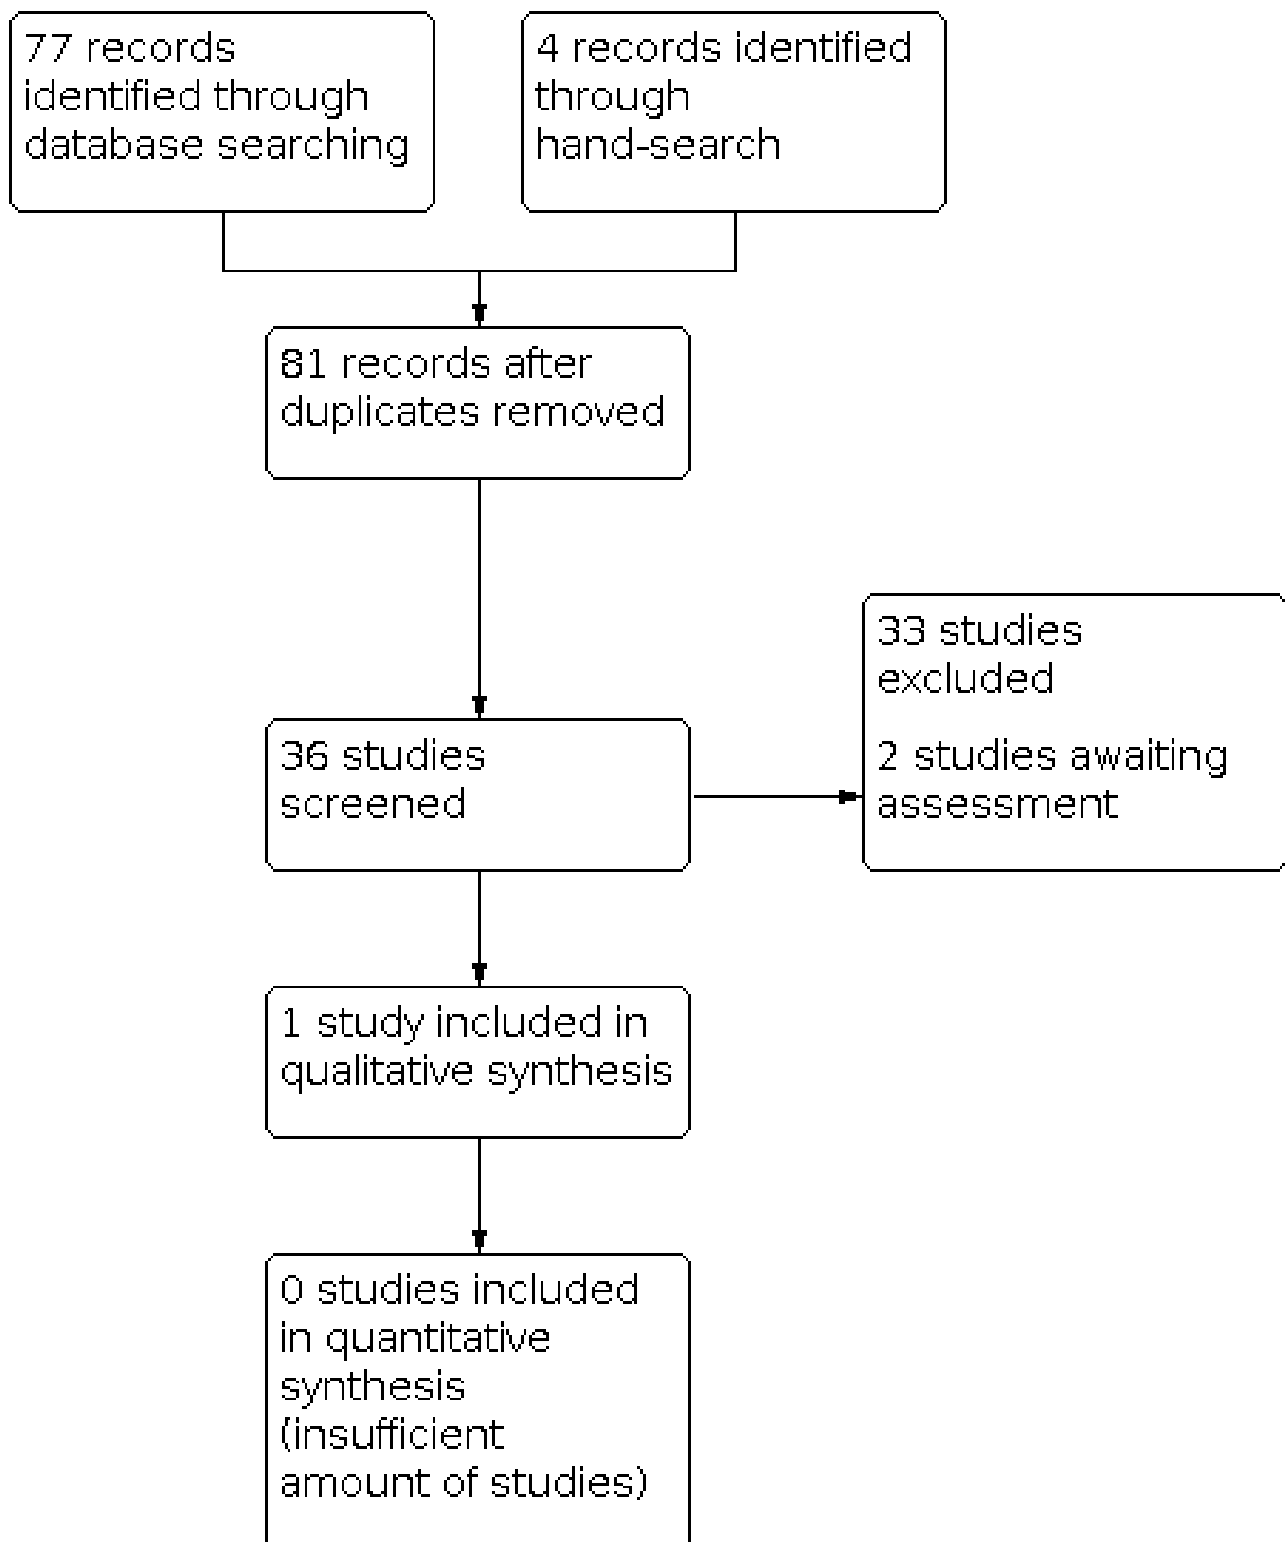 77 records
identified through
database searching
4 records identified
through
hand-search
81 records after
duplicates removed
33 studies
excluded
2 studies awaiting
assessment
36 studies
screened
1 study included in
qualitative synthesis
0 studies included
in quantitative
synthesis
(insufficient
amount of studies)